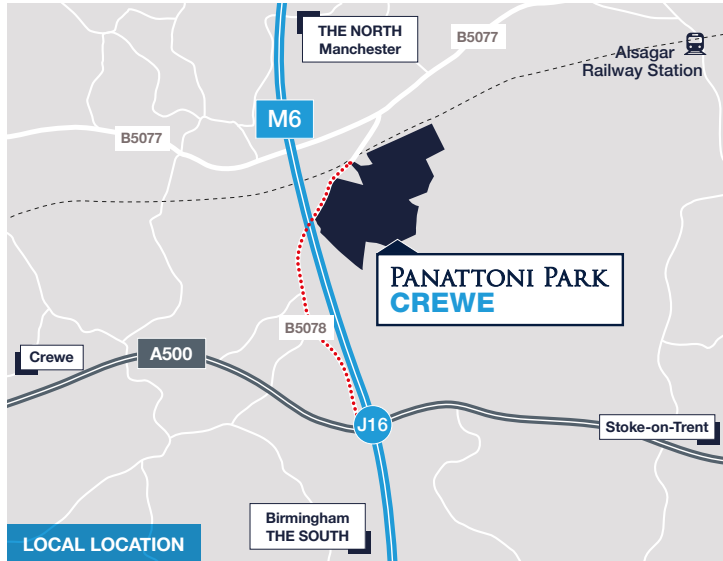 THE NORTH
Manchester
B5077
Alsagar
Railway Station
M6
B5077
PANATTONI PARK
CREWE
B5078
Crewe
A500
J16
Stoke-on-Trent
Birmingham
THE SOUTH
LOCAL LOCATION